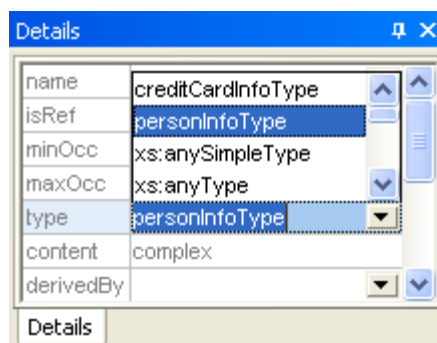 Details
name
creditCardInfoType
isRef
personInfoType
minOcc
xs:anySimpleType
maxOcc
xs:anyType
type
personInfoType
content
complex
derivedBy
Details